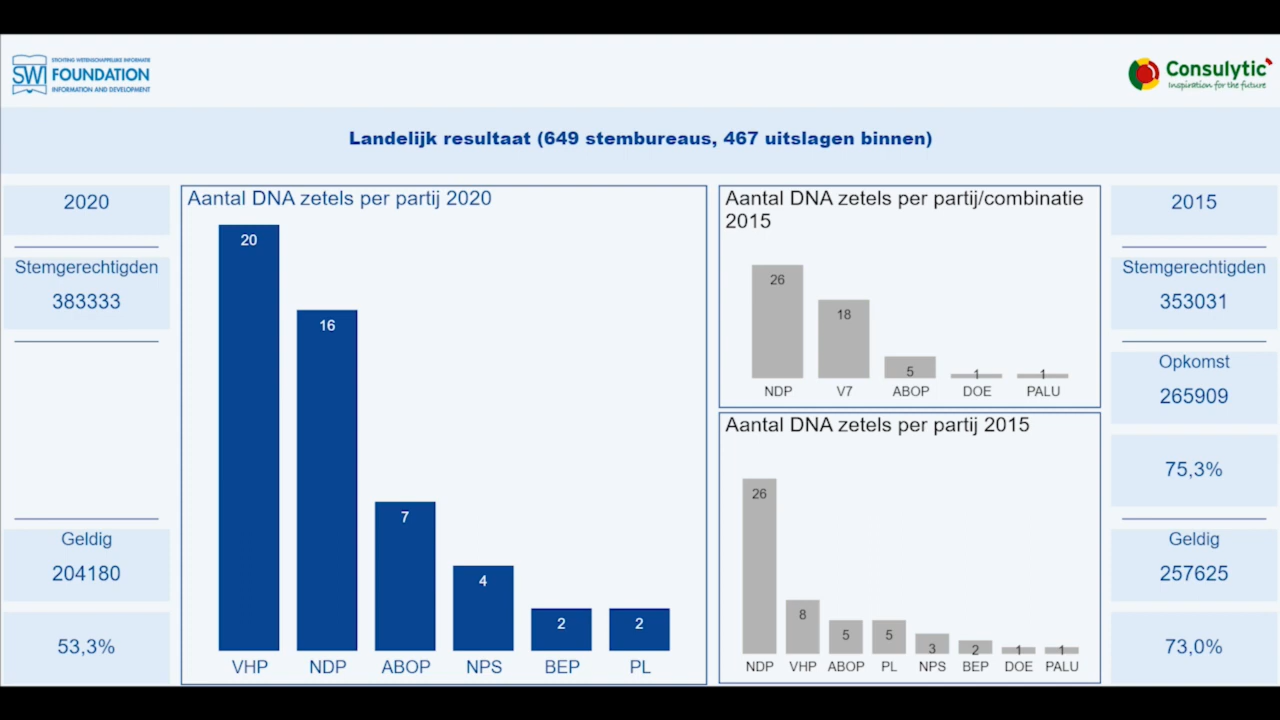 STICHTING WETENSCHAPPELIJKE INFORMATIE
SWI FOUNDATION
INFORMATION AND DEVELOPMENT
Consulytic
Inspiration for the future
Landelijk resultaat (649 stembureaus, 467 uitslagen binnen)
2020
Stemgerechtigden
383333
Geldig
204180
53,3%
Aantal DNA zetels per partij 2020
20
16
7
4
2
2
VHP NDP ABOP NPS BEP PL
Aantal DNA zetels per partij/combinatie
2015
26
18
5
1
1
NDP V7 ABOP DOE PALU
Aantal DNA zetels per partij 2015
26
8
5
5
3
2
1
1
NDP VHP ABOP PL NPS BEP DOE PALU
2015
Stemgerechtigden
353031
Opkomst
265909
75,3%
Geldig
257625
73,0%